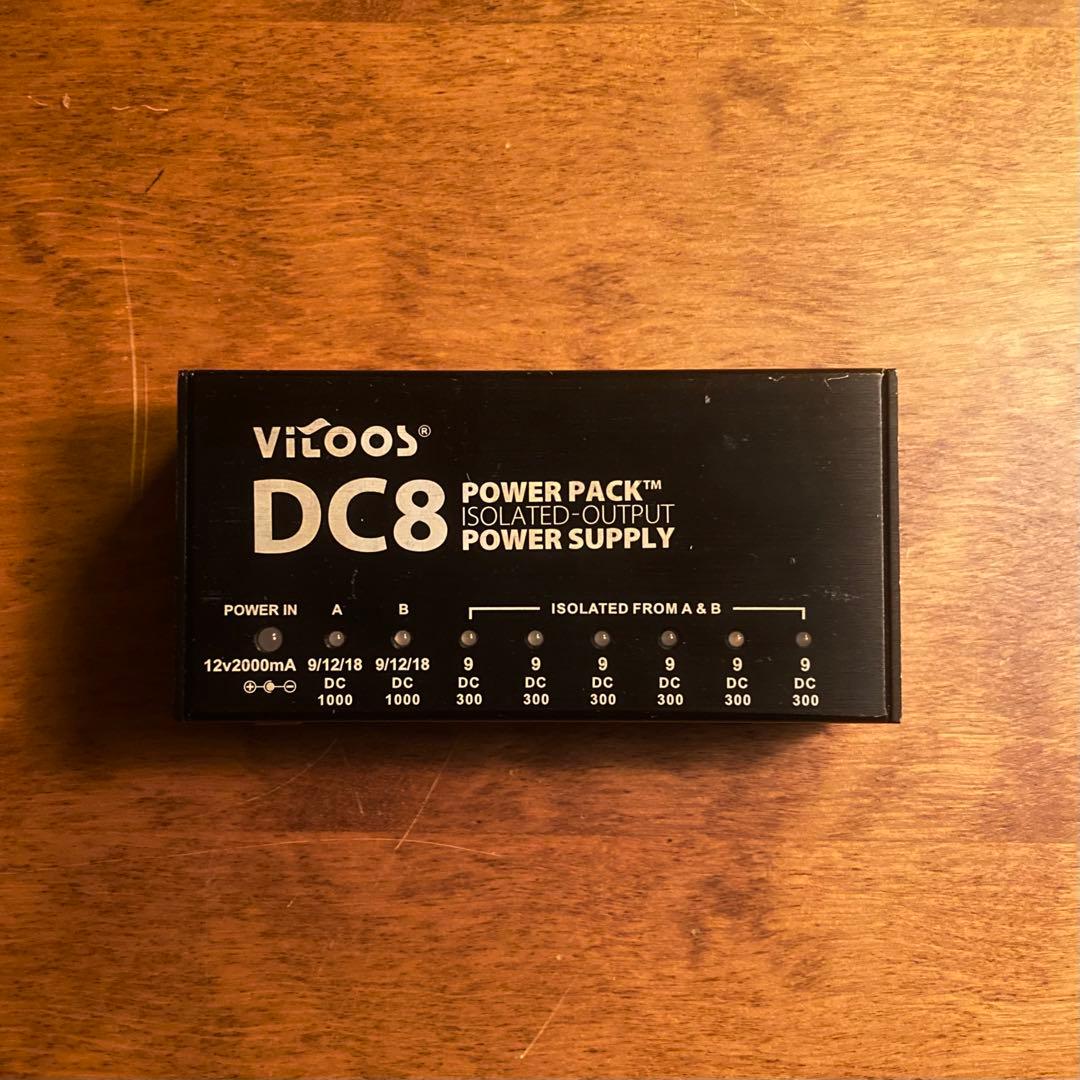 ViTOOS®
DC8
POWER PACK™
ISOLATED-OUTPUT
POWER SUPPLY
POWER IN A B ISOLATED FROM A & B
12v2000mA 9/12/18 9/12/18 9 9 9 9 9 9
DC DC DC DC DC DC DC DC
1000 1000 300 300 300 300 300 300